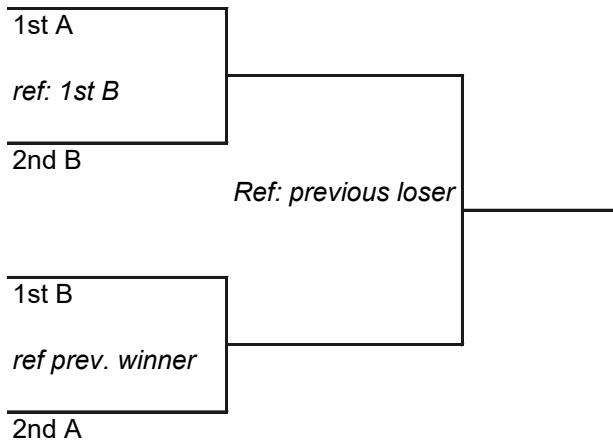 1st A
ref: 1st B
2nd B
Ref: previous loser
1st B
ref prev. winner
2nd A